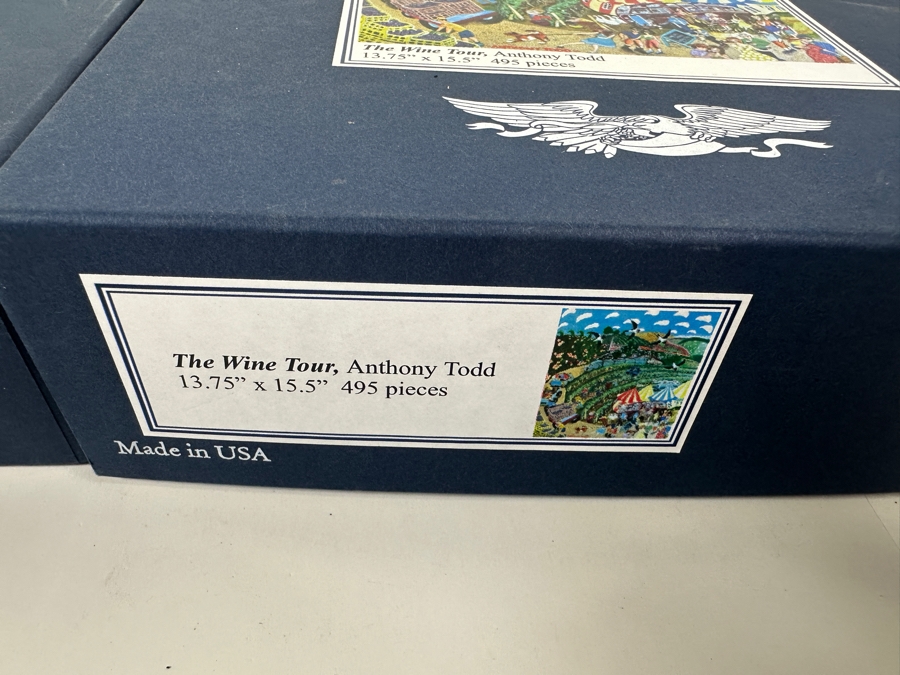 The Wine Tour, Anthony Todd
13.75” x 15.5” 495 pieces
The Wine Tour, Anthony Todd
13.75” x 15.5” 495 pieces
Made in USA